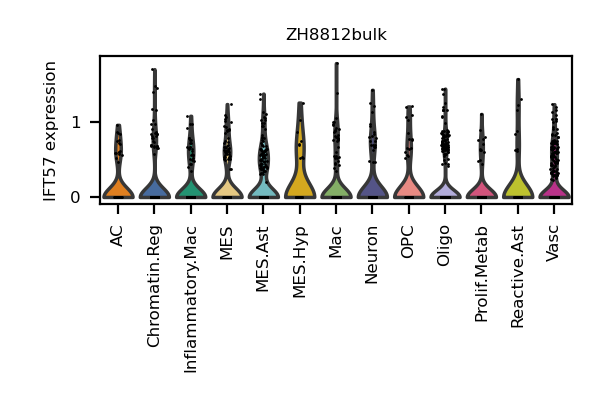 ZH8812bulk
IFT57 expression
1
0
AC
Chromatin.Reg
Inflammatory.Mac
MES
MES.Ast
MES.Hyp
Mac
Neuron
OPC
Oligo
Prolif.Metab
Reactive.Ast
Vasc